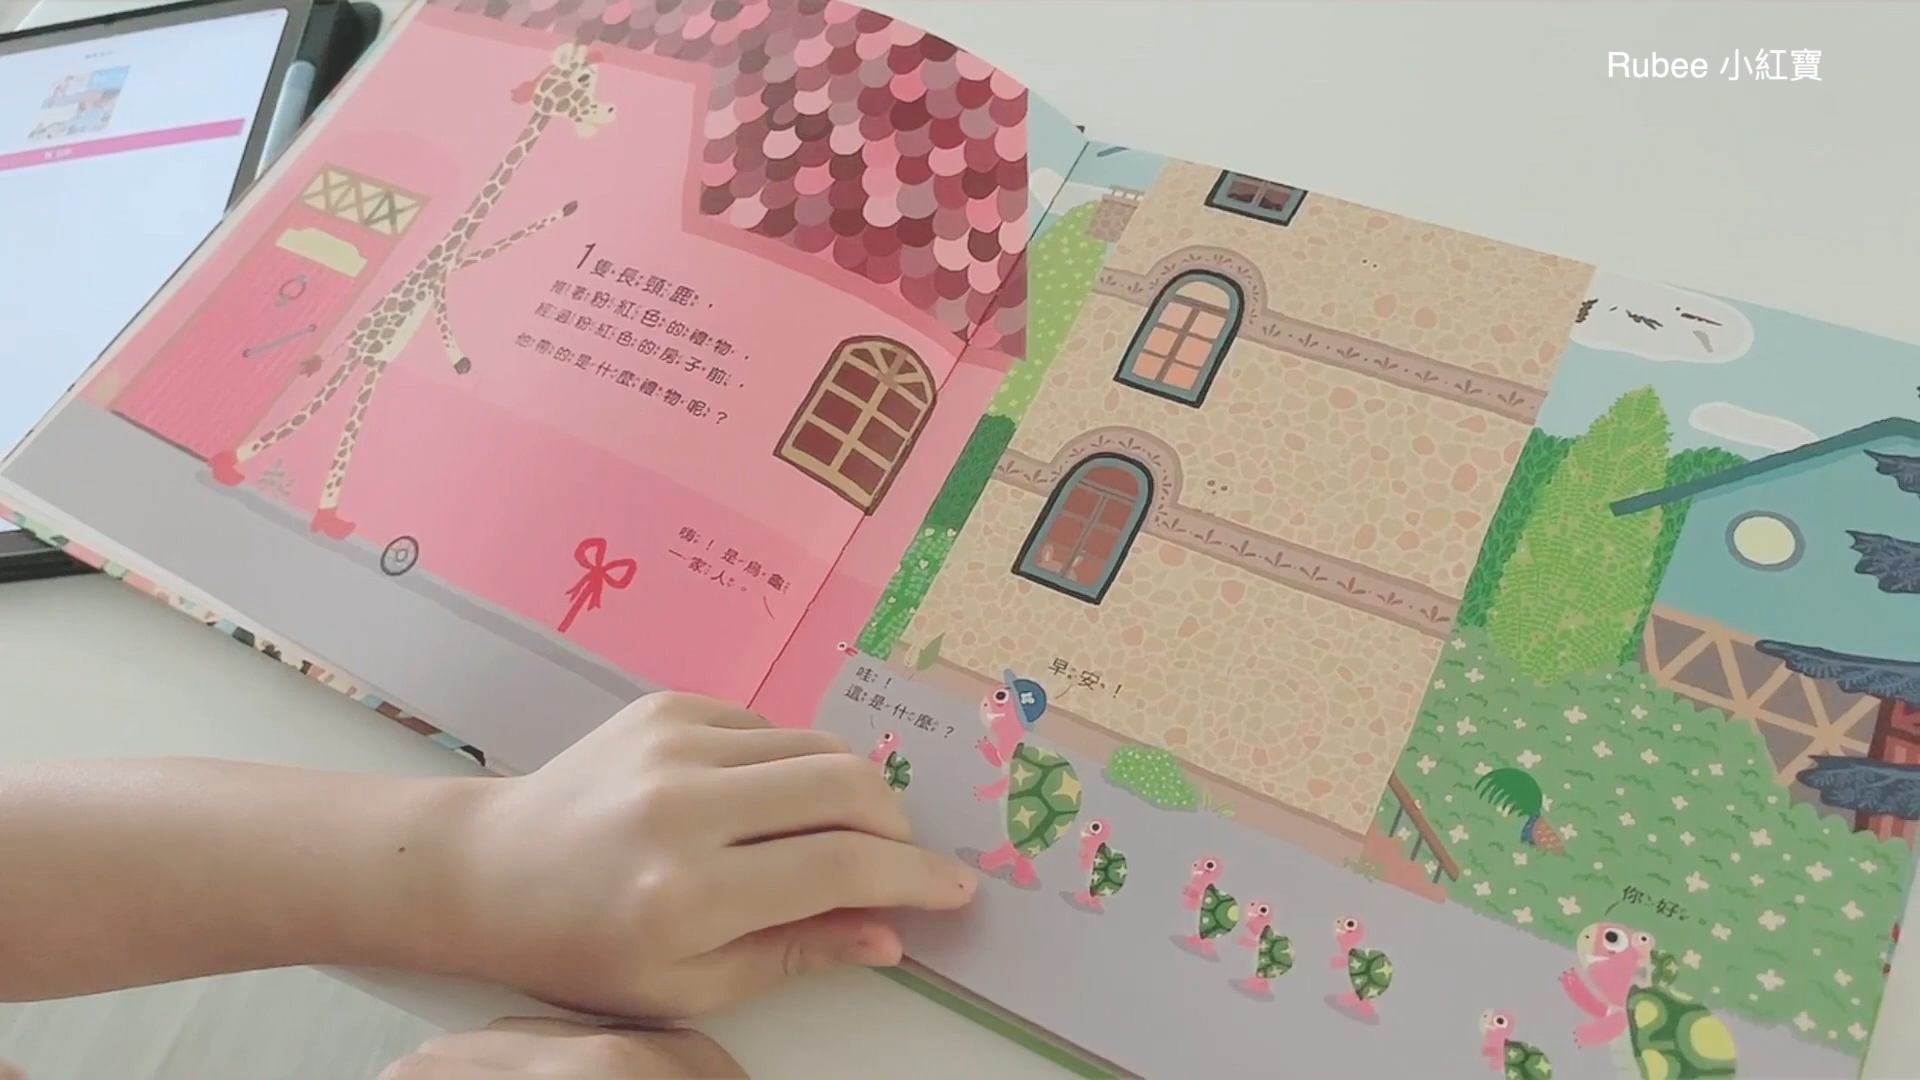 Rubee 小紅寶
1隻長頸鹿，
推著粉紅色的禮物，
經過粉紅色的房子前，
他帶的是什麼禮物呢？
嗨！是烏龜
一家人。
哇！
這是什麼？
早安！
你好。